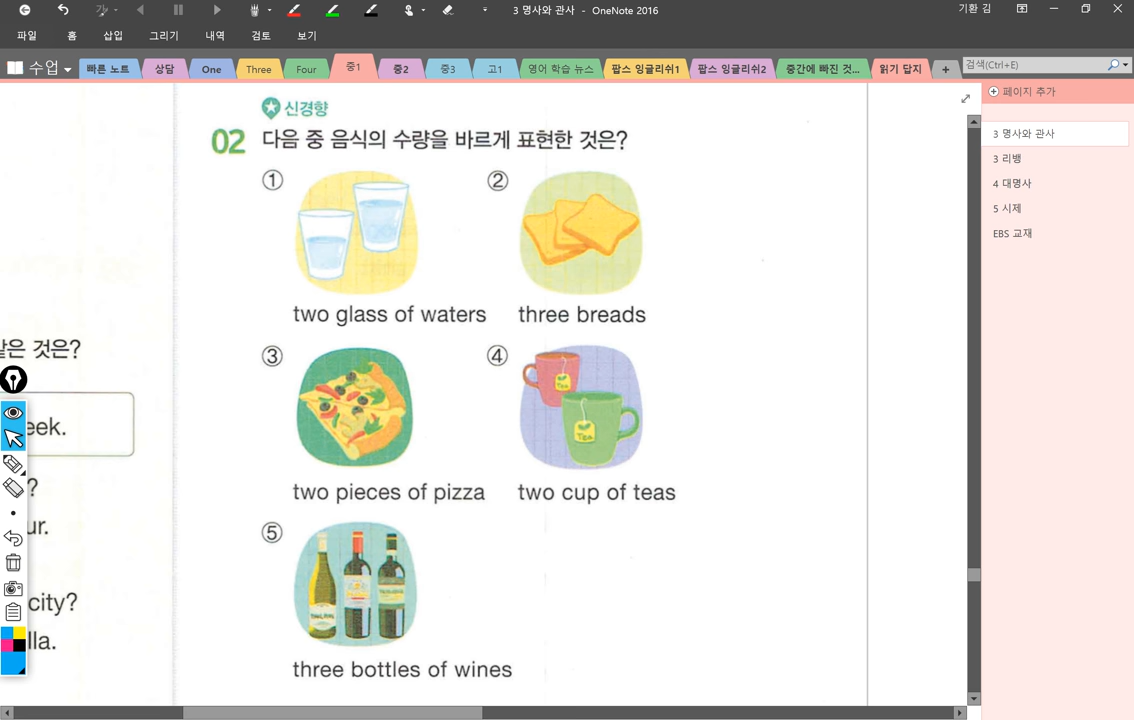 3 명사와 관사 - OneNote 2016
기환 김
파일 홈 삽입 그리기 내역 검토 보기
수업 빠른 노트 상담 One Three Four 중1 중2 중3 고1 영어 학습 뉴스 팝스 잉글리쉬1 팝스 잉글리쉬2 중간에 빠진 것... 읽기 답지 +
검색(Ctrl+E)
페이지 추가
3 명사와 관사
3 리뱅
4 대명사
5 시제
EBS 교재
은 것은?
eek.
?
ur.
city?
lla.
신경향
02 다음 중 음식의 수량을 바르게 표현한 것은?
① ②
two glass of waters three breads
③ ④
TEA
TEA
two pieces of pizza two cup of teas
⑤
three bottles of wines